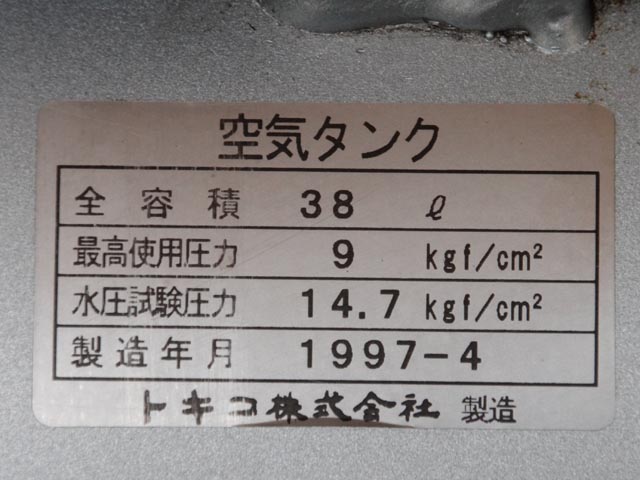 空気タンク
全容積 38 ℓ
最高使用圧力 9 kgf/cm²
水圧試験圧力 14.7 kgf/cm²
製造年月 1997-4
トキコ株式会社 製造